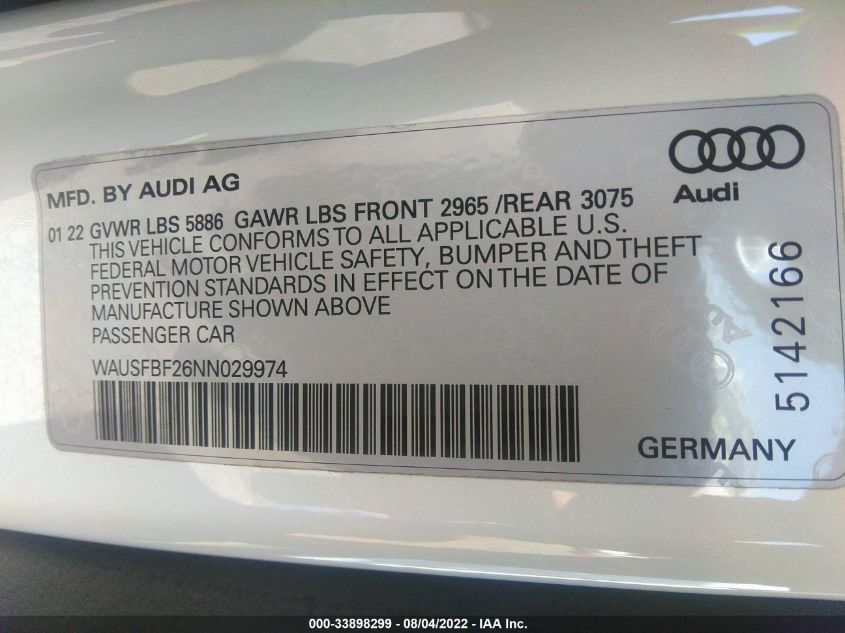 MFD. BY AUDI AG
Audi
01 22 GVWR LBS 5886 GAWR LBS FRONT 2965 /REAR 3075
THIS VEHICLE CONFORMS TO ALL APPLICABLE U.S.
FEDERAL MOTOR VEHICLE SAFETY, BUMPER AND THEFT
PREVENTION STANDARDS IN EFFECT ON THE DATE OF
MANUFACTURE SHOWN ABOVE
PASSENGER CAR
WAUSFBF26NN029974
5142166
GERMANY
000-33898299 - 08/04/2022 - IAA Inc.